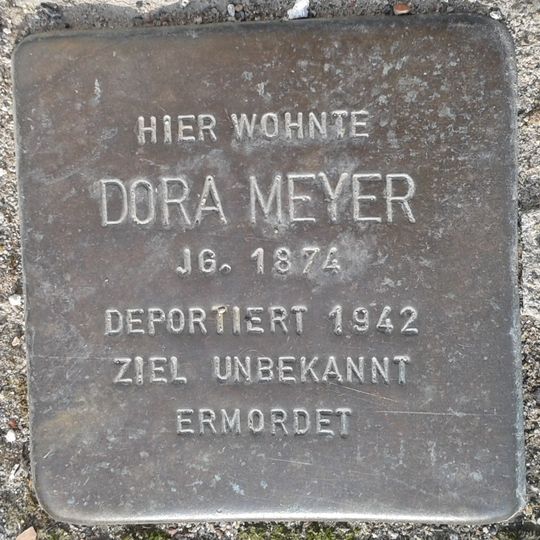 HIER WOHNTE
DORA MEYER
JG. 1874
DEPORTIERT 1942
ZIEL UNBEKANNT
ERMORDET